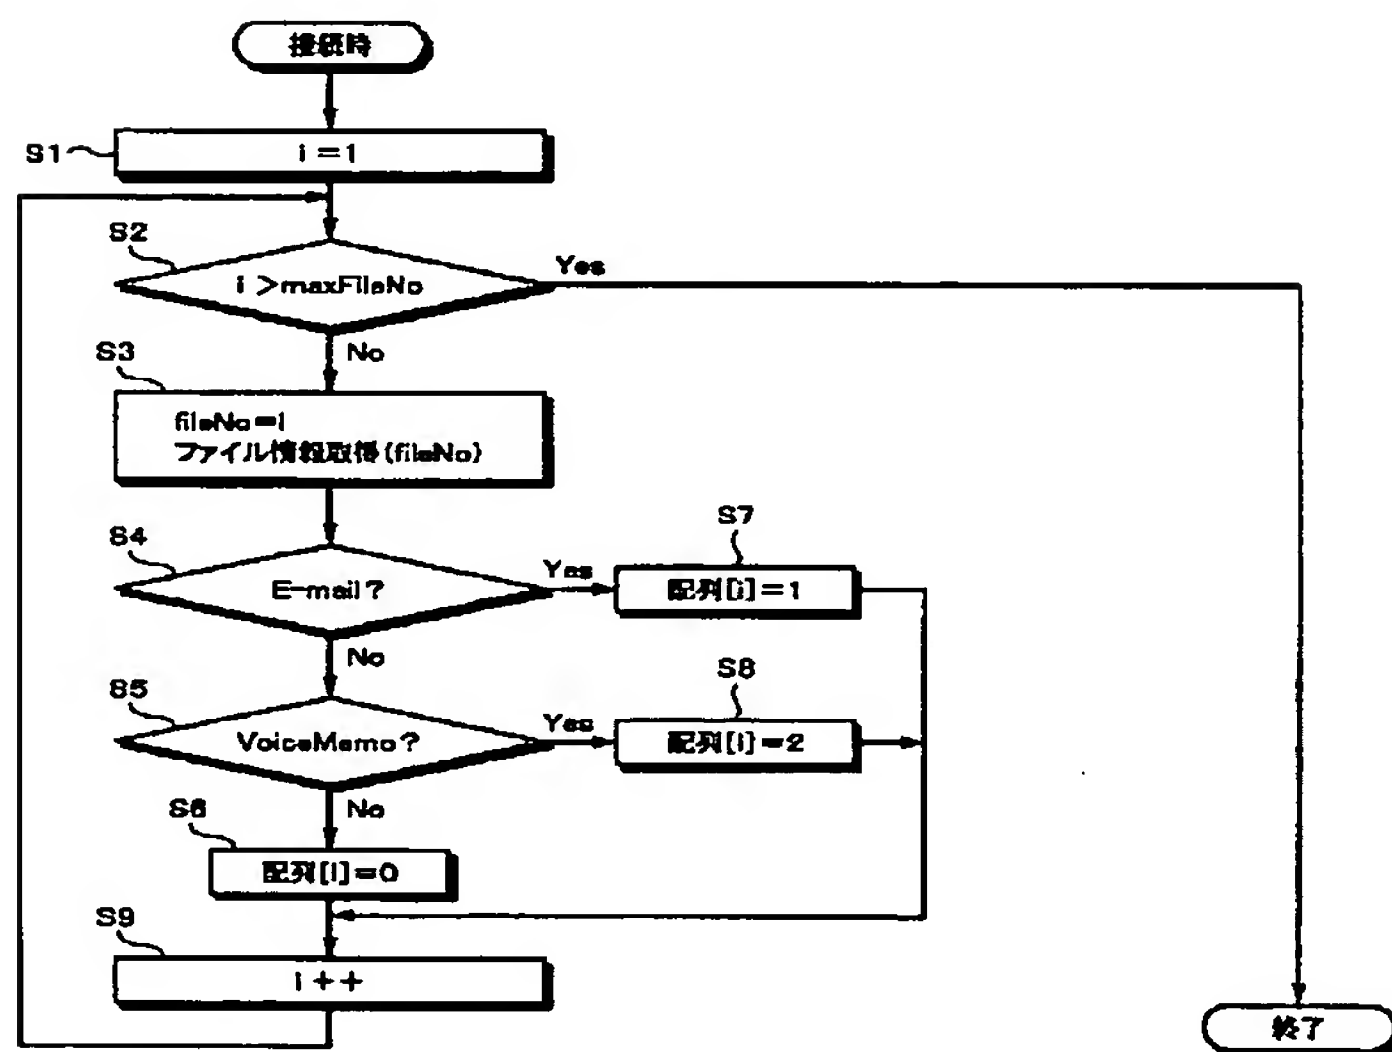 接続時
S1
i=1
S2
i>maxFileNo
Yes
No
S3
fileNo=i
ファイル情報取得(fileNo)
S4
E-mail?
Yes
S7
配列[i]=1
No
S5
VoiceMemo?
Yes
S8
配列[i]=2
No
S6
配列[i]=0
S9
i++
終了